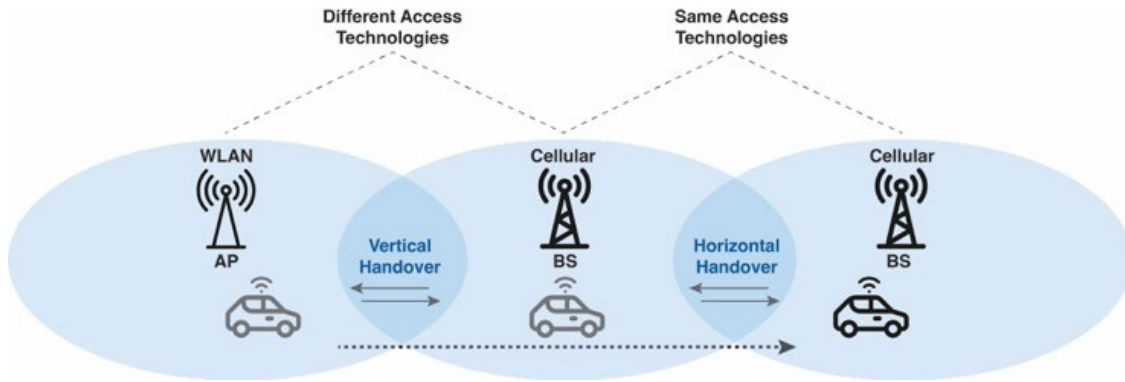 Different Access
Technologies
Same Access
Technologies
WLAN
Cellular
Cellular
Vertical
Handover
Horizontal
Handover
AP
BS
BS